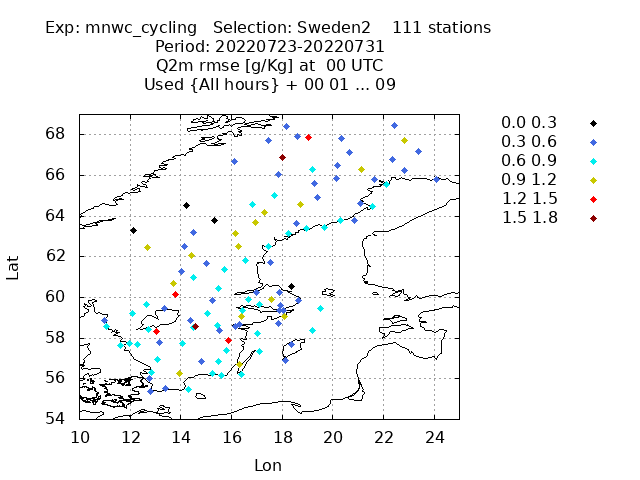 Exp: mnwc_cycling   Selection: Sweden2    111 stations
Period: 20220723-20220731
Q2m rmse [g/Kg] at  00 UTC
Used {All hours} + 00 01 ... 09
0.0 0.3
0.3 0.6
0.6 0.9
0.9 1.2
1.2 1.5
1.5 1.8
Lat
68
66
64
62
60
58
56
54
10 12 14 16 18 20 22 24
Lon